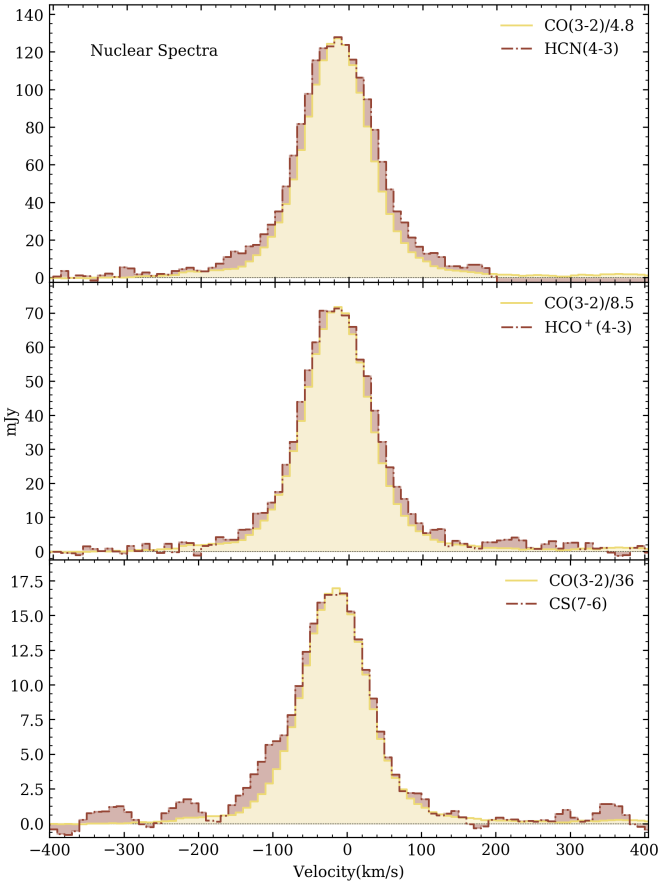 140
120
100
80
60
40
20
0
Nuclear Spectra
CO(3-2)/4.8
HCN(4-3)
70
60
50
40
30
20
10
0
mJy
CO(3-2)/8.5
HCO⁺(4-3)
17.5
15.0
12.5
10.0
7.5
5.0
2.5
0.0
CO(3-2)/36
CS(7-6)
−400 −300 −200 −100 0 100 200 300 400
Velocity(km/s)